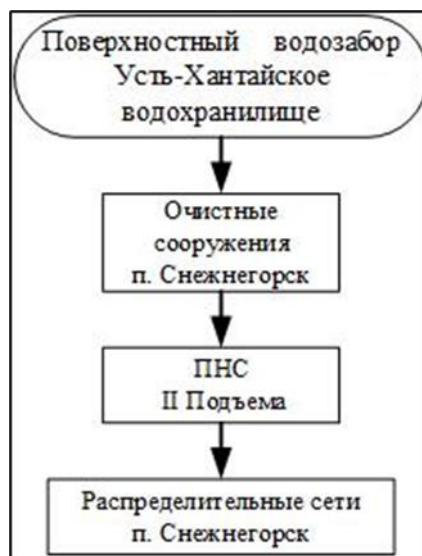 Поверхностный водозабор
Усть-Хантайское
водохранилище
Очистные
сооружения
п. Снежнегорск
ПНС
II Подъема
Распределительные сети
п. Снежнегорск